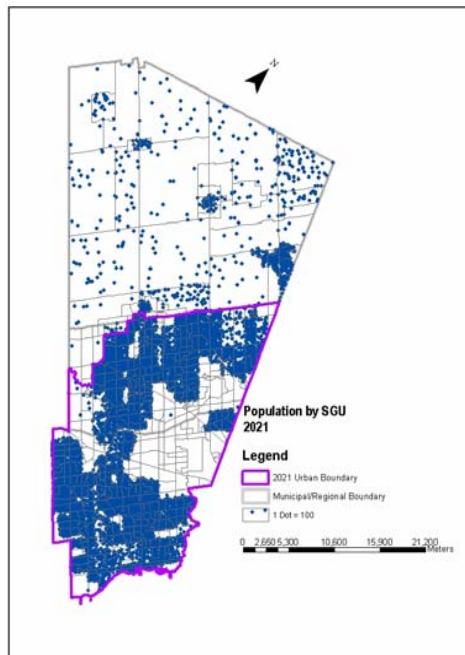 N
Population by SGU
2021
Legend
2021 Urban Boundary
Municipal/Regional Boundary
1 Dot = 100
0 2,650 5,300 10,600 15,900 21,200
Meters